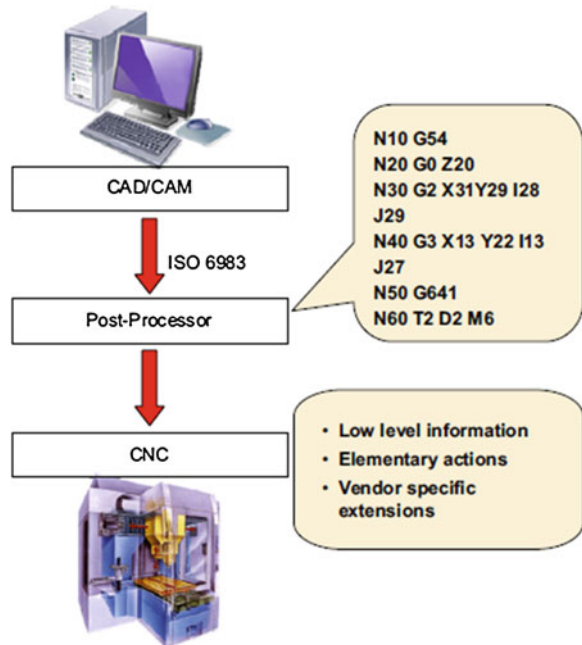 CAD/CAM
ISO 6983
Post-Processor
N10 G54
N20 G0 Z20
N30 G2 X31Y29 I28
J29
N40 G3 X13 Y22 I13
J27
N50 G641
N60 T2 D2 M6
CNC
• Low level information
• Elementary actions
• Vendor specific
extensions